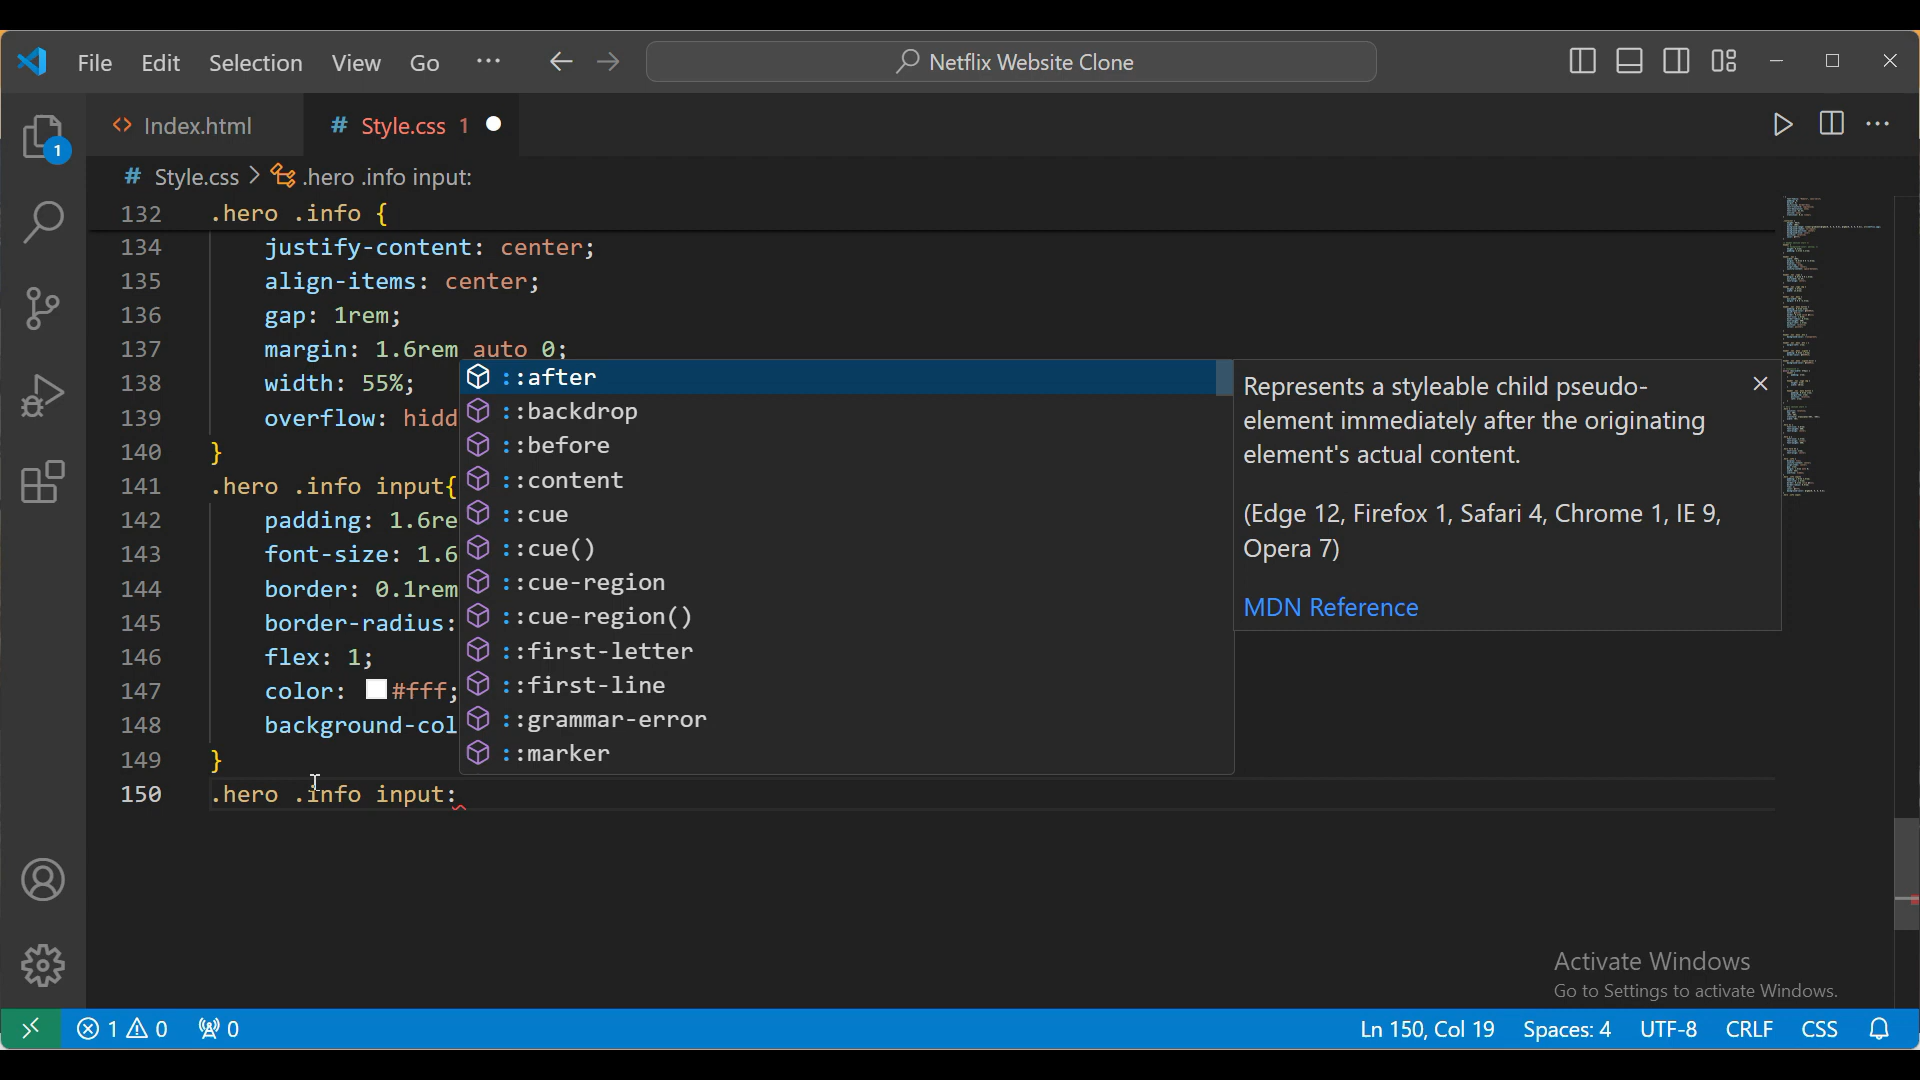 File Edit Selection View Go ··· Netflix Website Clone
1
Index.html # Style.css 1
# Style.css > .hero .info input:
132 .hero .info {
134 justify-content: center;
135 align-items: center;
136 gap: 1rem;
137 margin: 1.6rem auto 0;
138 width: 55%;
139 overflow: hidd
140 }
141 .hero .info input{
142 padding: 1.6re
143 font-size: 1.6
144 border: 0.1rem
145 border-radius:
146 flex: 1;
147 color: #fff;
148 background-col
149 }
150 .hero .info input:
::after
::backdrop
::before
::content
::cue
::cue()
::cue-region
::cue-region()
::first-letter
::first-line
::grammar-error
::marker
Represents a styleable child pseudo-
element immediately after the originating
element's actual content.
(Edge 12, Firefox 1, Safari 4, Chrome 1, IE 9,
Opera 7)
MDN Reference
Activate Windows
Go to Settings to activate Windows.
1 0 0 Ln 150, Col 19 Spaces: 4 UTF-8 CRLF CSS